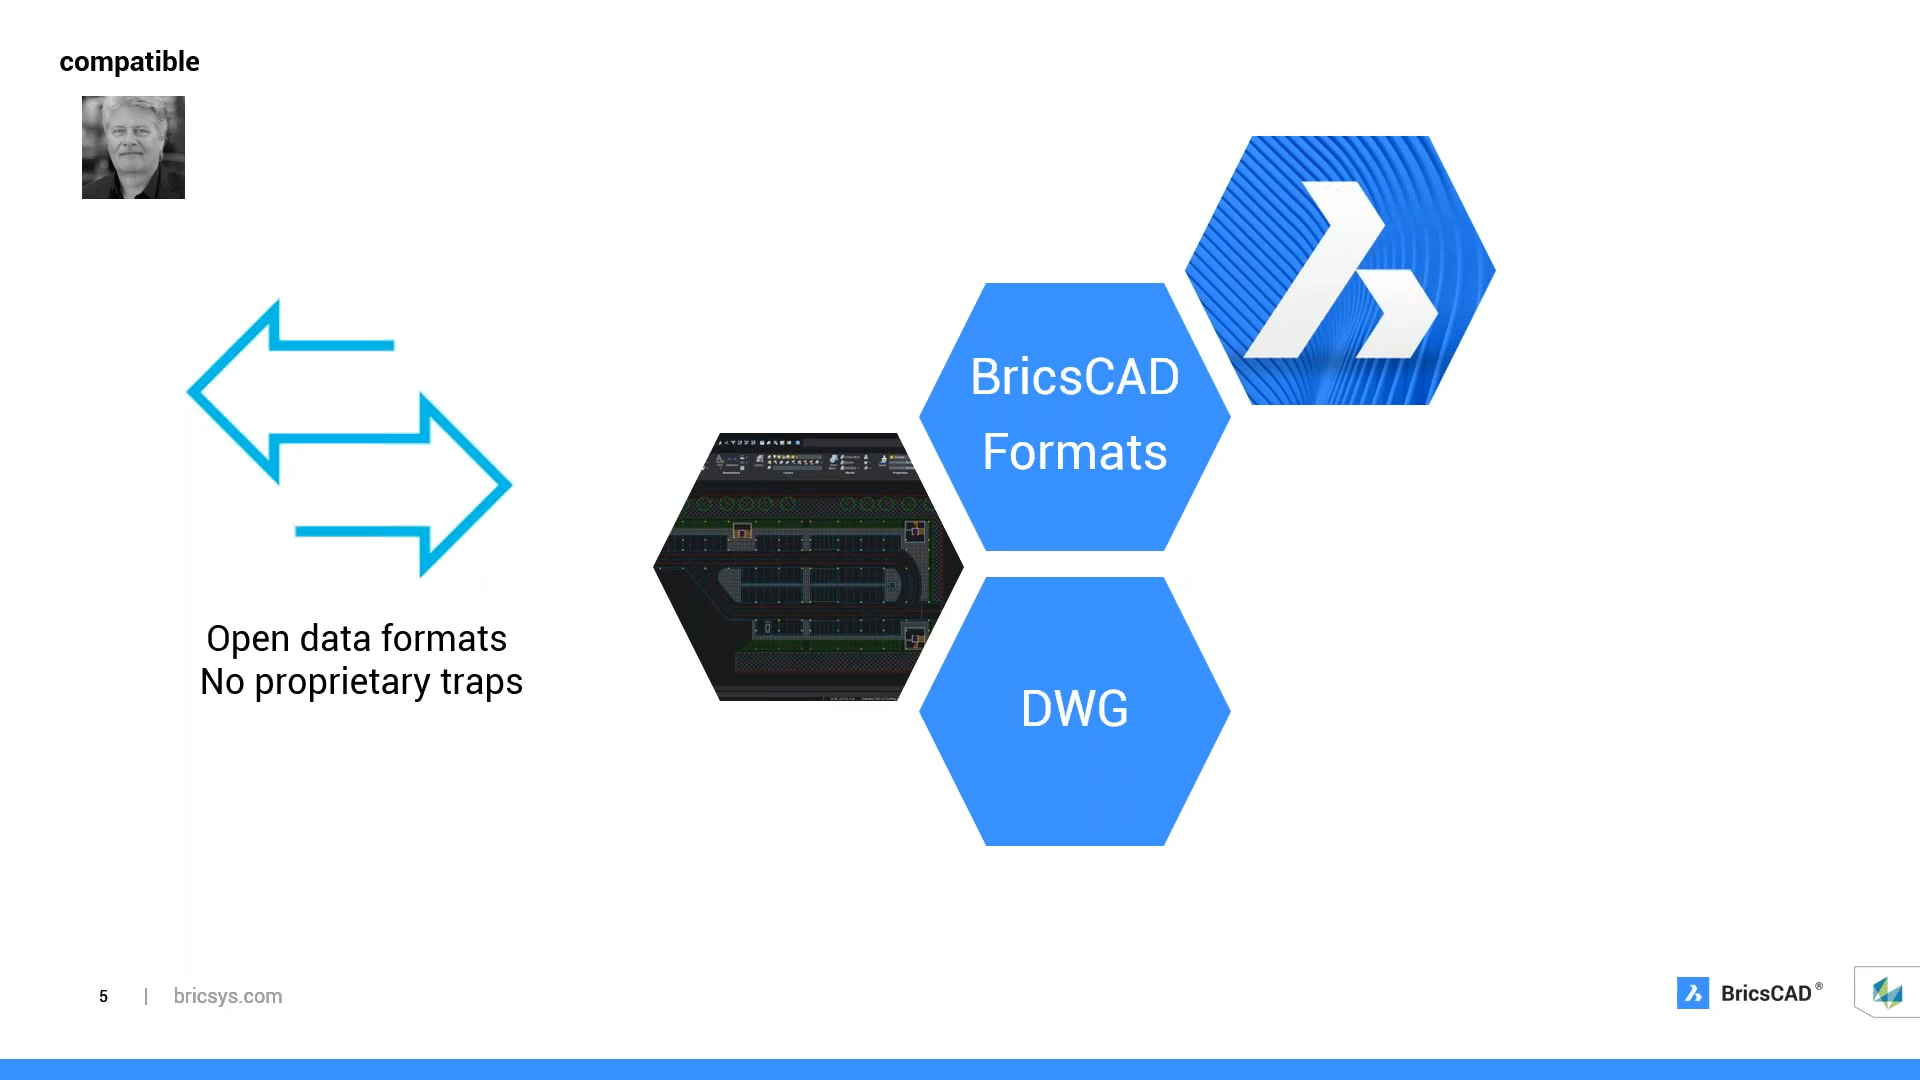 compatible
BricsCAD
Formats
Open data formats
No proprietary traps
DWG
5 | bricsys.com
BricsCAD®